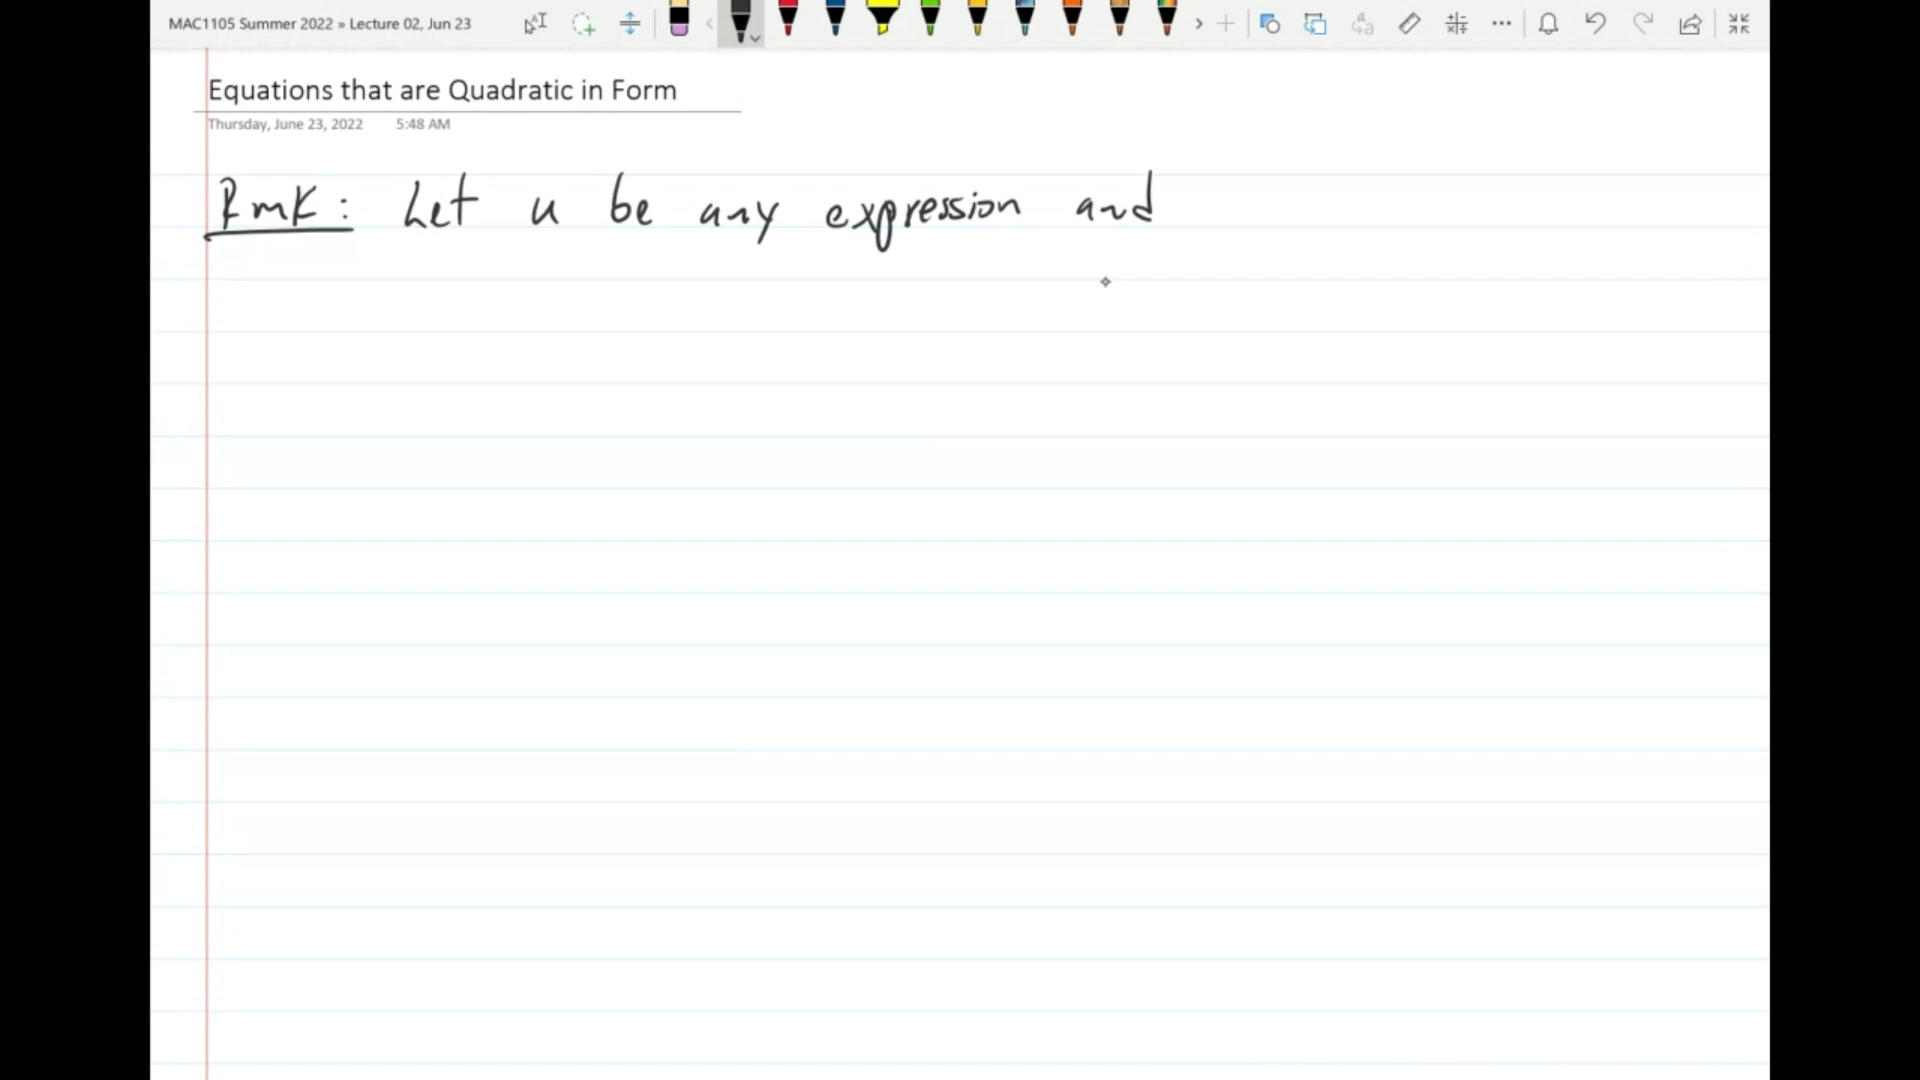 MAC1105 Summer 2022 » Lecture 02, Jun 23
Equations that are Quadratic in Form
Thursday, June 23, 2022 5:48 AM
Rmk: Let u be any expression and